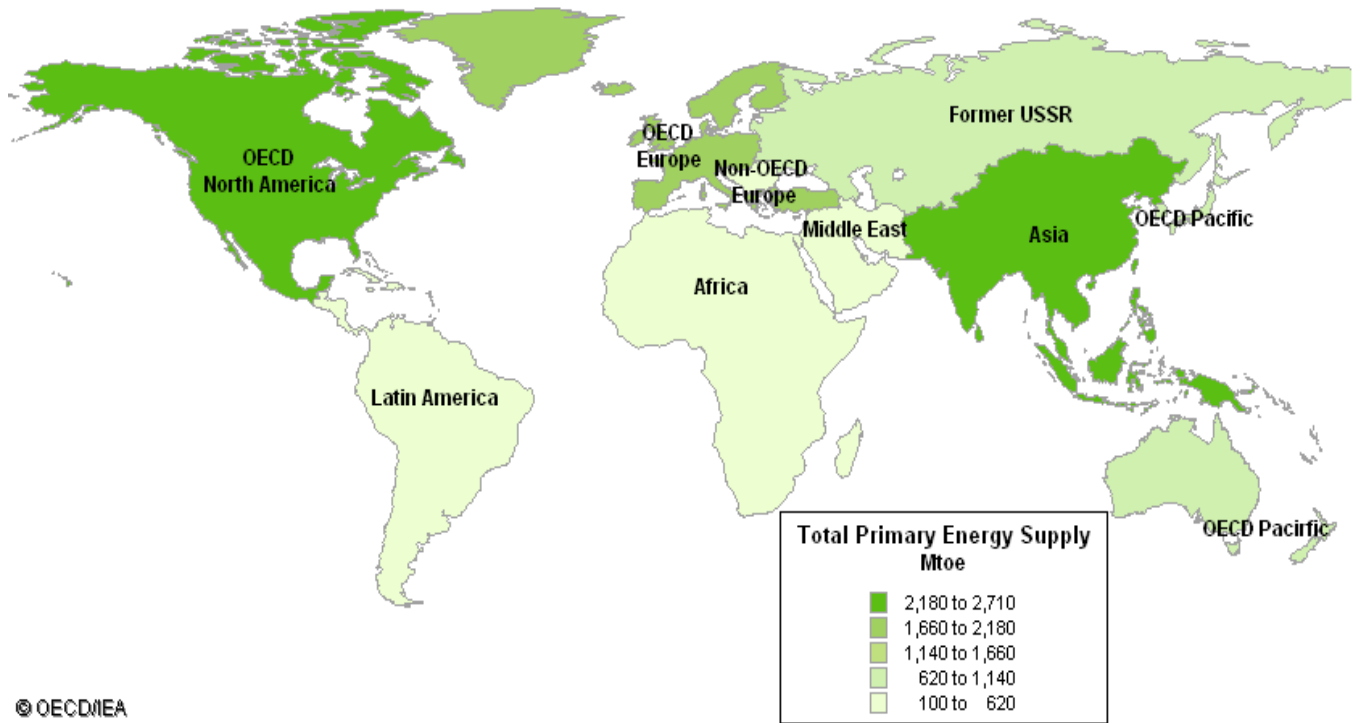 Former USSR
OECD
Europe
OECD
North America
Non-OECD
Europe
OECD Pacific
Middle East
Asia
Africa
Latin America
OECD Pacirfic
Total Primary Energy Supply
Mtoe
2,180 to 2,710
1,660 to 2,180
1,140 to 1,660
620 to 1,140
100 to 620
© OECD/IEA